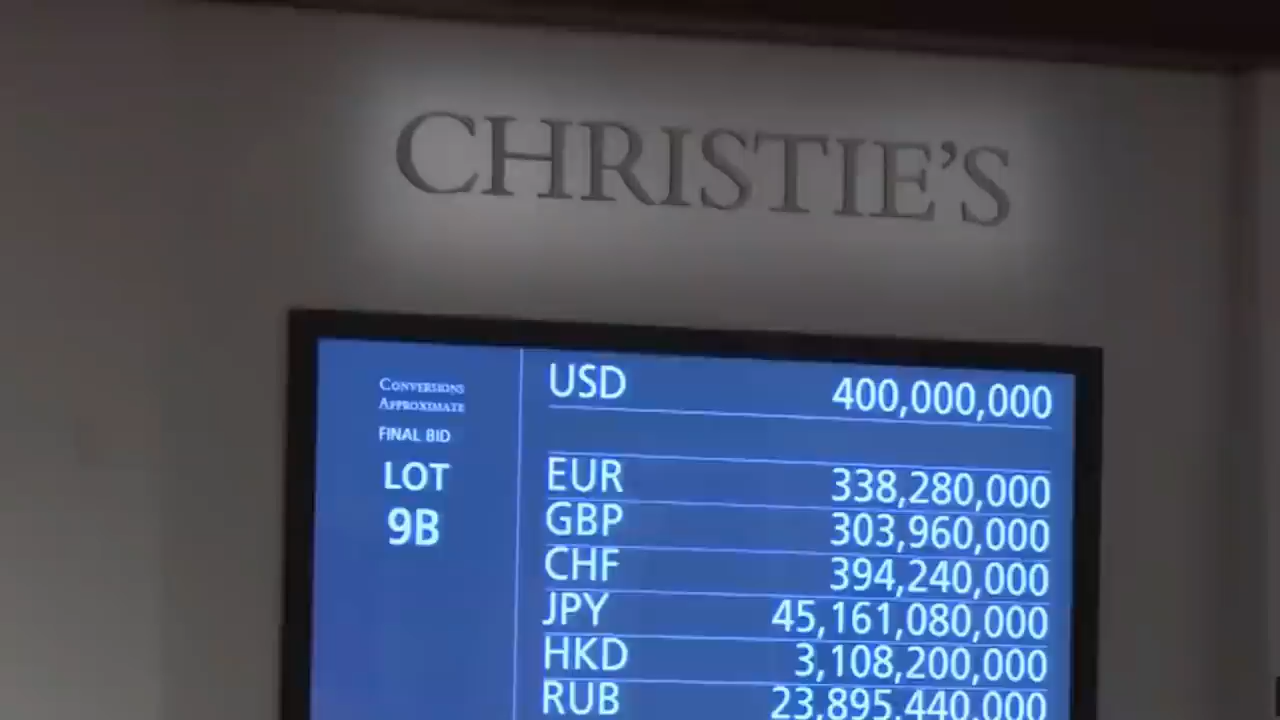 CHRISTIE'S
CONVERSIONS
APPROXIMATE
FINAL BID
LOT
9B
USD 400,000,000
EUR 338,280,000
GBP 303,960,000
CHF 394,240,000
JPY 45,161,080,000
HKD 3,108,200,000
RUB 23,895,440,000